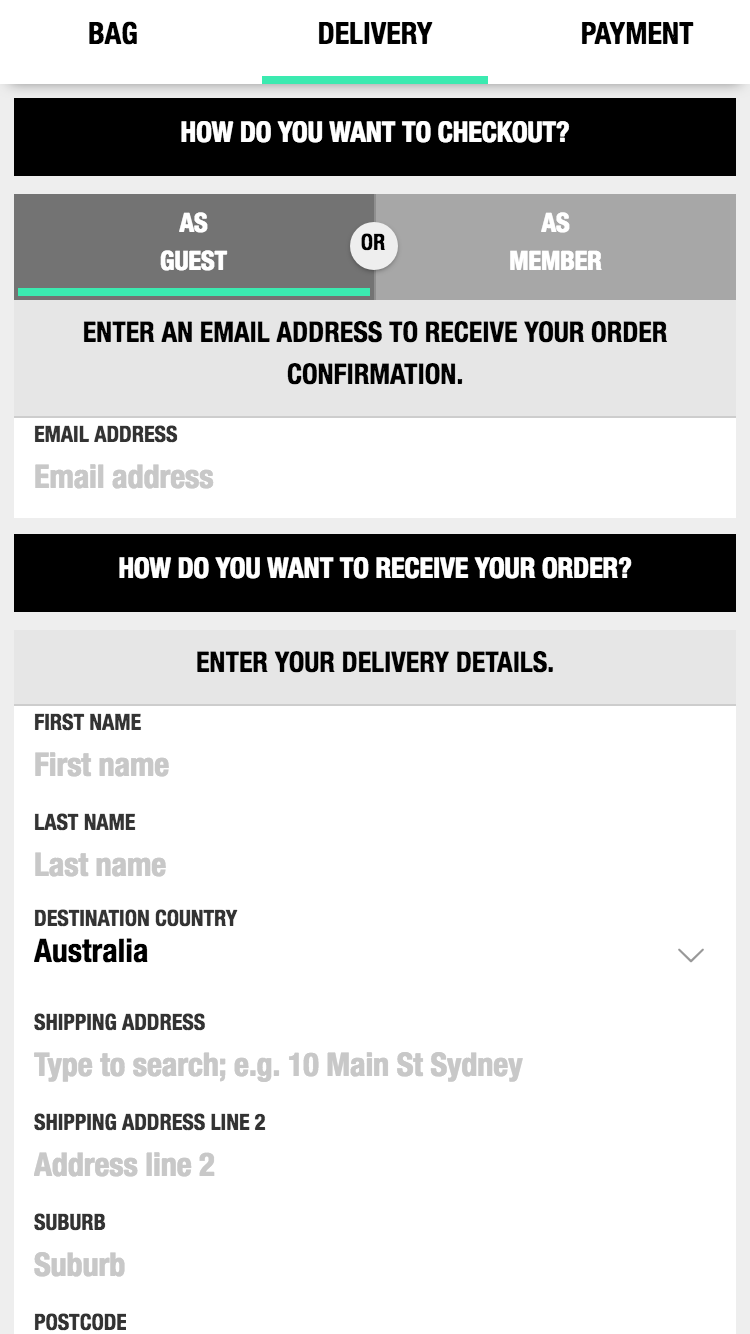 BAG DELIVERY PAYMENT
HOW DO YOU WANT TO CHECKOUT?
AS
GUEST
OR
AS
MEMBER
ENTER AN EMAIL ADDRESS TO RECEIVE YOUR ORDER
CONFIRMATION.
EMAIL ADDRESS
Email address
HOW DO YOU WANT TO RECEIVE YOUR ORDER?
ENTER YOUR DELIVERY DETAILS.
FIRST NAME
First name
LAST NAME
Last name
DESTINATION COUNTRY
Australia
SHIPPING ADDRESS
Type to search; e.g. 10 Main St Sydney
SHIPPING ADDRESS LINE 2
Address line 2
SUBURB
Suburb
POSTCODE